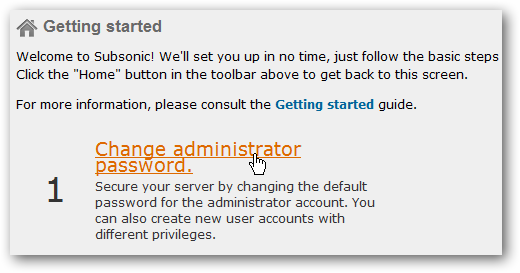 Getting started
Welcome to Subsonic! We'll set you up in no time, just follow the basic steps
Click the "Home" button in the toolbar above to get back to this screen.
For more information, please consult the Getting started guide.
Change administrator
password.
1
Secure your server by changing the default
password for the administrator account. You
can also create new user accounts with
different privileges.